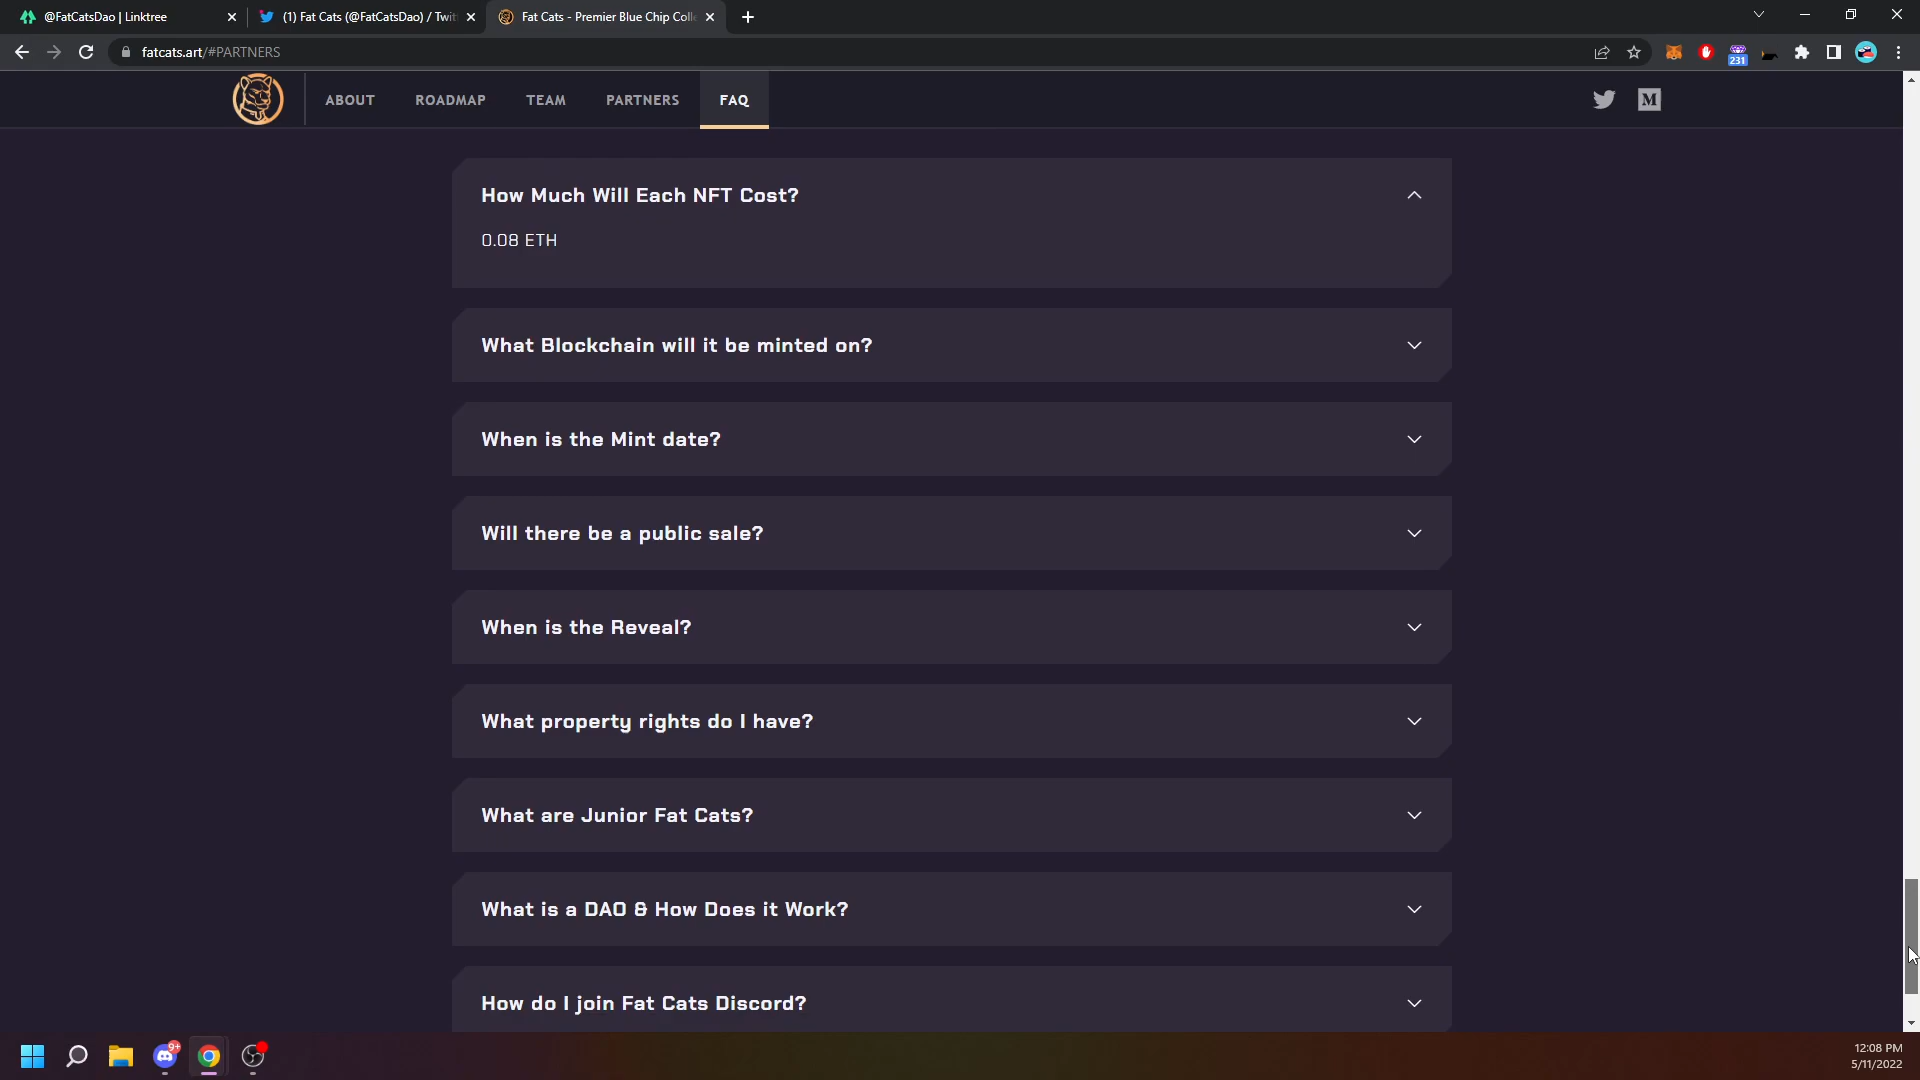 @FatCatsDao | Linktree
(1) Fat Cats (@FatCatsDao) / Twit
Fat Cats - Premier Blue Chip Coll
fatcats.art/#PARTNERS
231
ABOUT
ROADMAP
TEAM
PARTNERS
FAQ
M
How Much Will Each NFT Cost?
0.08 ETH
What Blockchain will it be minted on?
When is the Mint date?
Will there be a public sale?
When is the Reveal?
What property rights do I have?
What are Junior Fat Cats?
What is a DAO & How Does it Work?
How do I join Fat Cats Discord?
9+
12:08 PM
5/11/2022